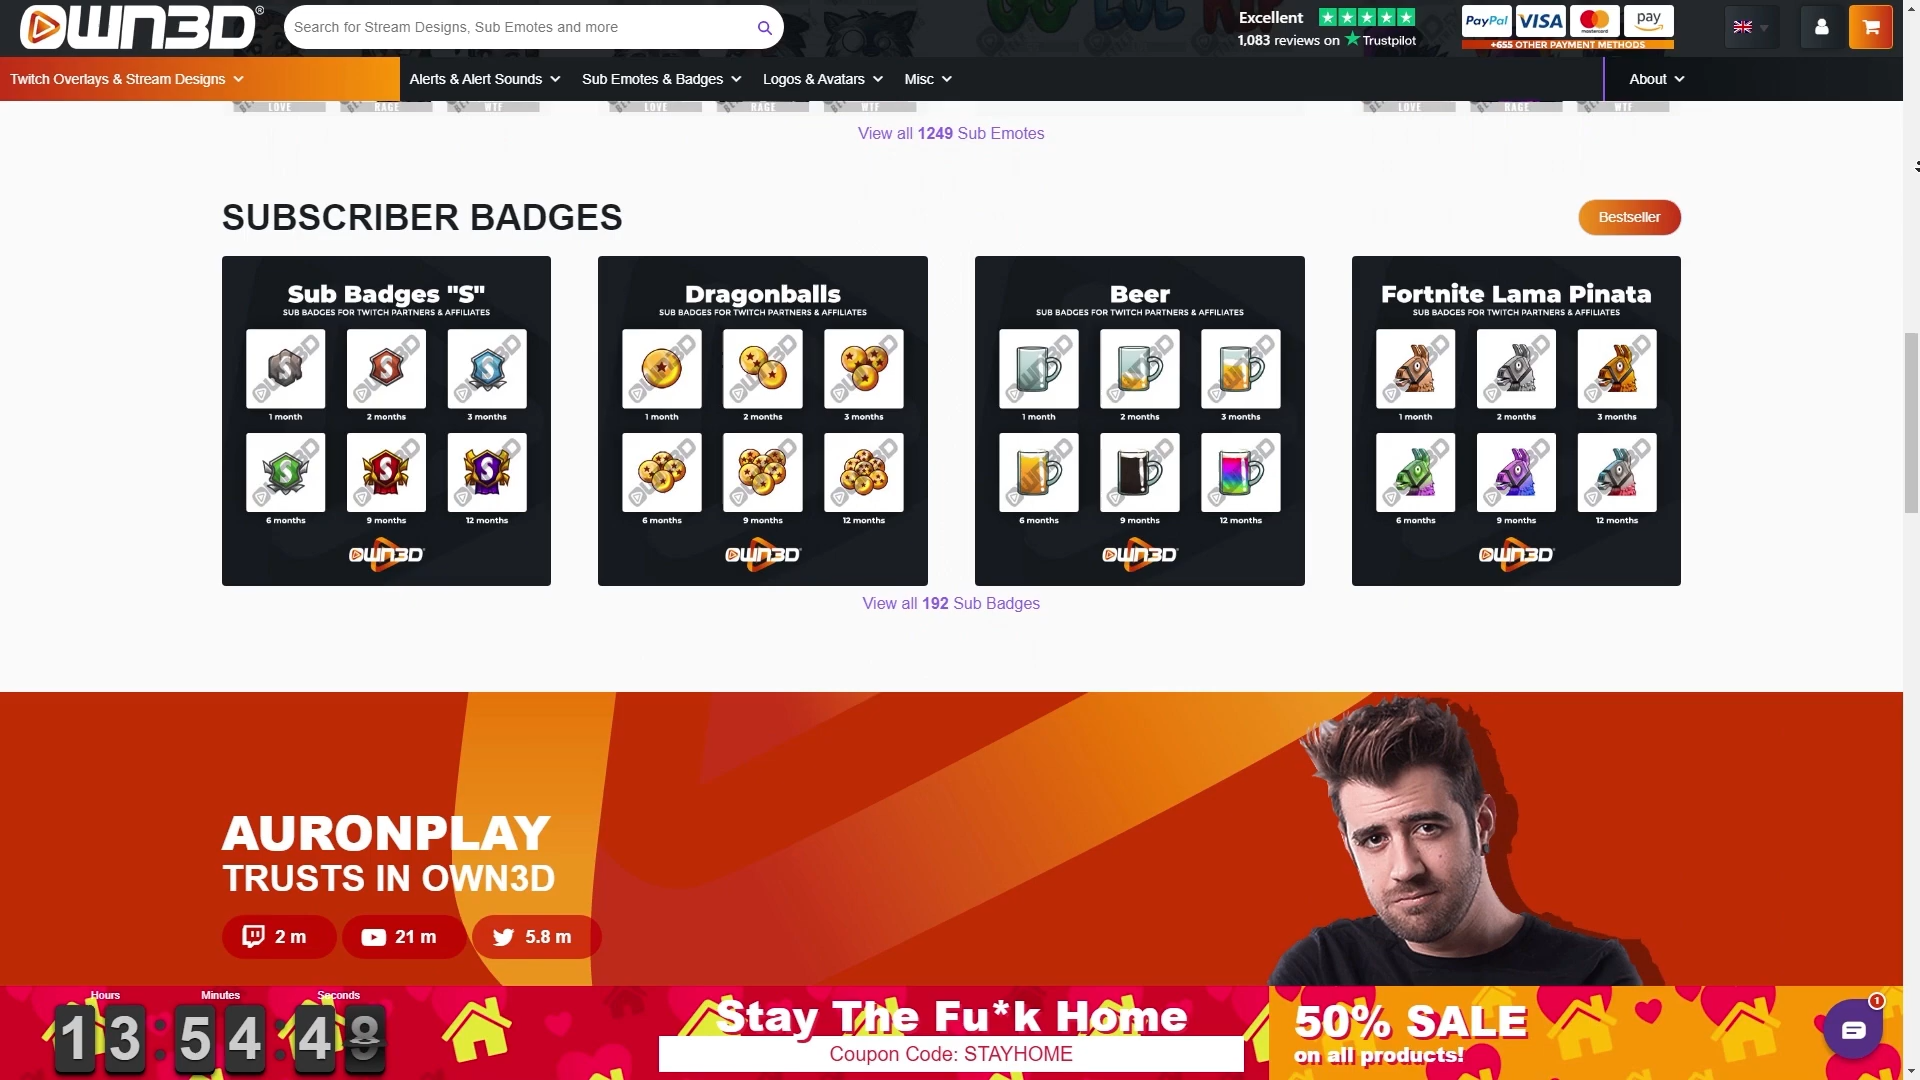 OWN3D®
Search for Stream Designs, Sub Emotes and more
Excellent
1,083 reviews on Trustpilot
PayPal VISA mastercard pay
+655 OTHER PAYMENT METHODS
Twitch Overlays & Stream Designs
Alerts & Alert Sounds
Sub Emotes & Badges
Logos & Avatars
Misc
About
LOVE RAGE WTF LOVE RAGE WTF LOVE RAGE WTF
View all 1249 Sub Emotes
SUBSCRIBER BADGES
Bestseller
Sub Badges "S"
SUB BADGES FOR TWITCH PARTNERS & AFFILIATES
1 month 2 months 3 months
6 months 9 months 12 months
OWN3D
Dragonballs
SUB BADGES FOR TWITCH PARTNERS & AFFILIATES
1 month 2 months 3 months
6 months 9 months 12 months
OWN3D
Beer
SUB BADGES FOR TWITCH PARTNERS & AFFILIATES
1 month 2 months 3 months
6 months 9 months 12 months
OWN3D
Fortnite Lama Pinata
SUB BADGES FOR TWITCH PARTNERS & AFFILIATES
1 month 2 months 3 months
6 months 9 months 12 months
OWN3D
View all 192 Sub Badges
AURONPLAY
TRUSTS IN OWN3D
2 m
21 m
5.8 m
Hours Minutes Seconds
13:54:48
Stay The Fu*k Home
Coupon Code: STAYHOME
50% SALE
on all products!
1